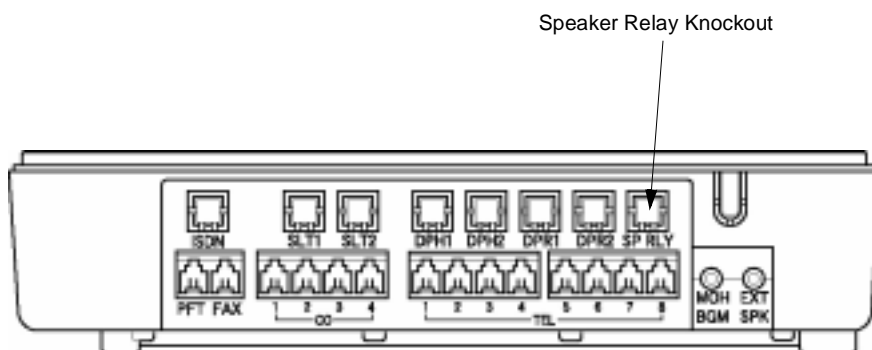 Speaker Relay Knockout
ISDN SLT1 SLT2 DPH1 DPH2 DPR1 DPR2 SP RLY
PFT FAX 1 2 3 4 1 2 3 4 5 6 7 8
CO TEL
MOH EXT
BGM SPK